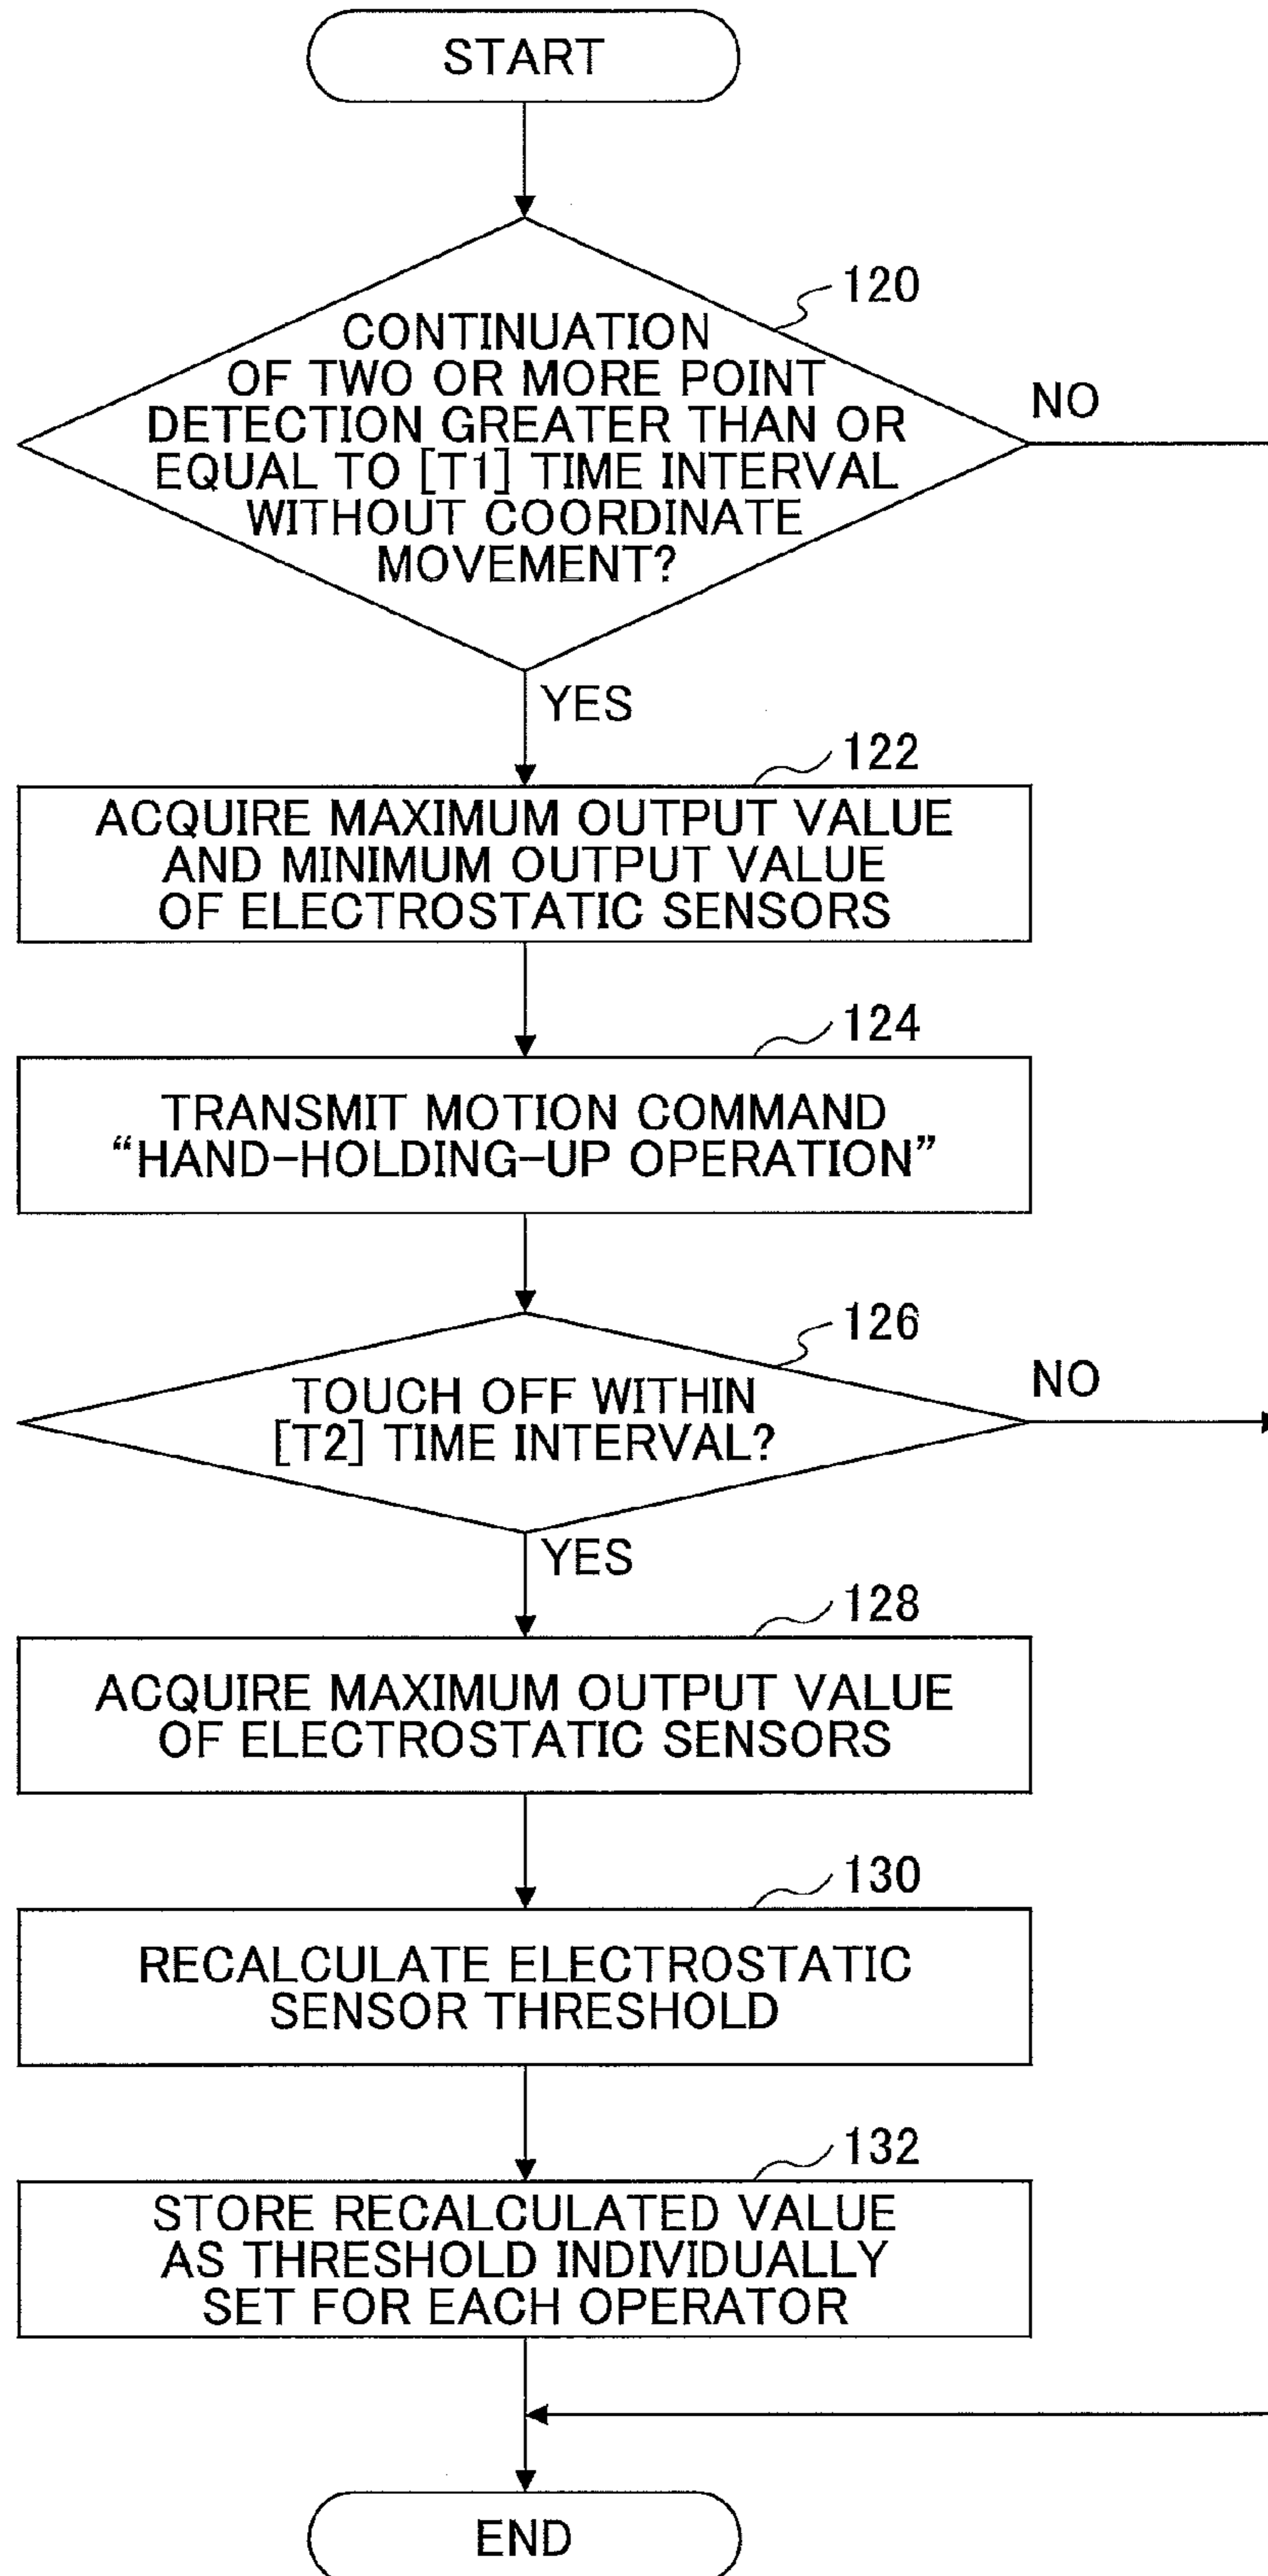 START
120
CONTINUATION
OF TWO OR MORE POINT
DETECTION GREATER THAN OR
EQUAL TO [T1] TIME INTERVAL
WITHOUT COORDINATE
MOVEMENT?
NO
YES
122
ACQUIRE MAXIMUM OUTPUT VALUE
AND MINIMUM OUTPUT VALUE
OF ELECTROSTATIC SENSORS
124
TRANSMIT MOTION COMMAND
“HAND-HOLDING-UP OPERATION”
126
TOUCH OFF WITHIN
[T2] TIME INTERVAL?
NO
YES
128
ACQUIRE MAXIMUM OUTPUT VALUE
OF ELECTROSTATIC SENSORS
130
RECALCULATE ELECTROSTATIC
SENSOR THRESHOLD
132
STORE RECALCULATED VALUE
AS THRESHOLD INDIVIDUALLY
SET FOR EACH OPERATOR
END